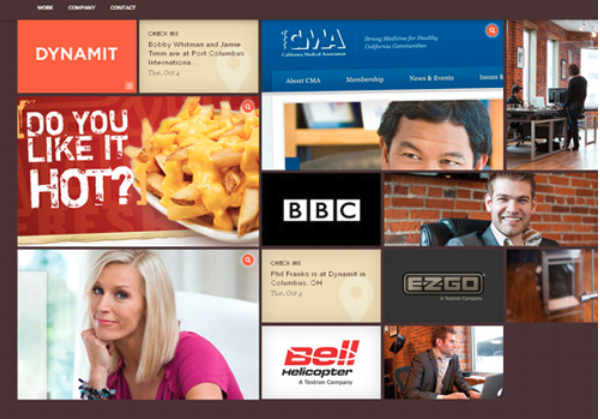 WORK COMPANY CONTACT
DYNAMIT
CHECK INS
Bobby Whitman and Jamie
Timm are at Port Columbus
Internationa...
Tue, Oct 4
CMA
California Medical Association
Strong Medicine for Healthy
California Communities
About CMA Membership News & Events Issues &
DO YOU
LIKE IT
HOT?
BBC
CHECK INS
Phil Franks is at Dynamit in
Columbus, OH
Tue, Oct 4
EZGO
A Textron Company
Bell
Helicopter
A Textron Company